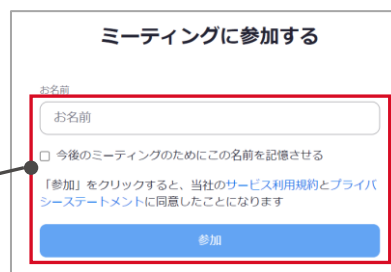 ミーティングに参加する
お名前
お名前
今後のミーティングのためにこの名前を記憶させる
「参加」をクリックすると、当社のサービス利用規約とプライバ
シーステートメントに同意したことになります
参加